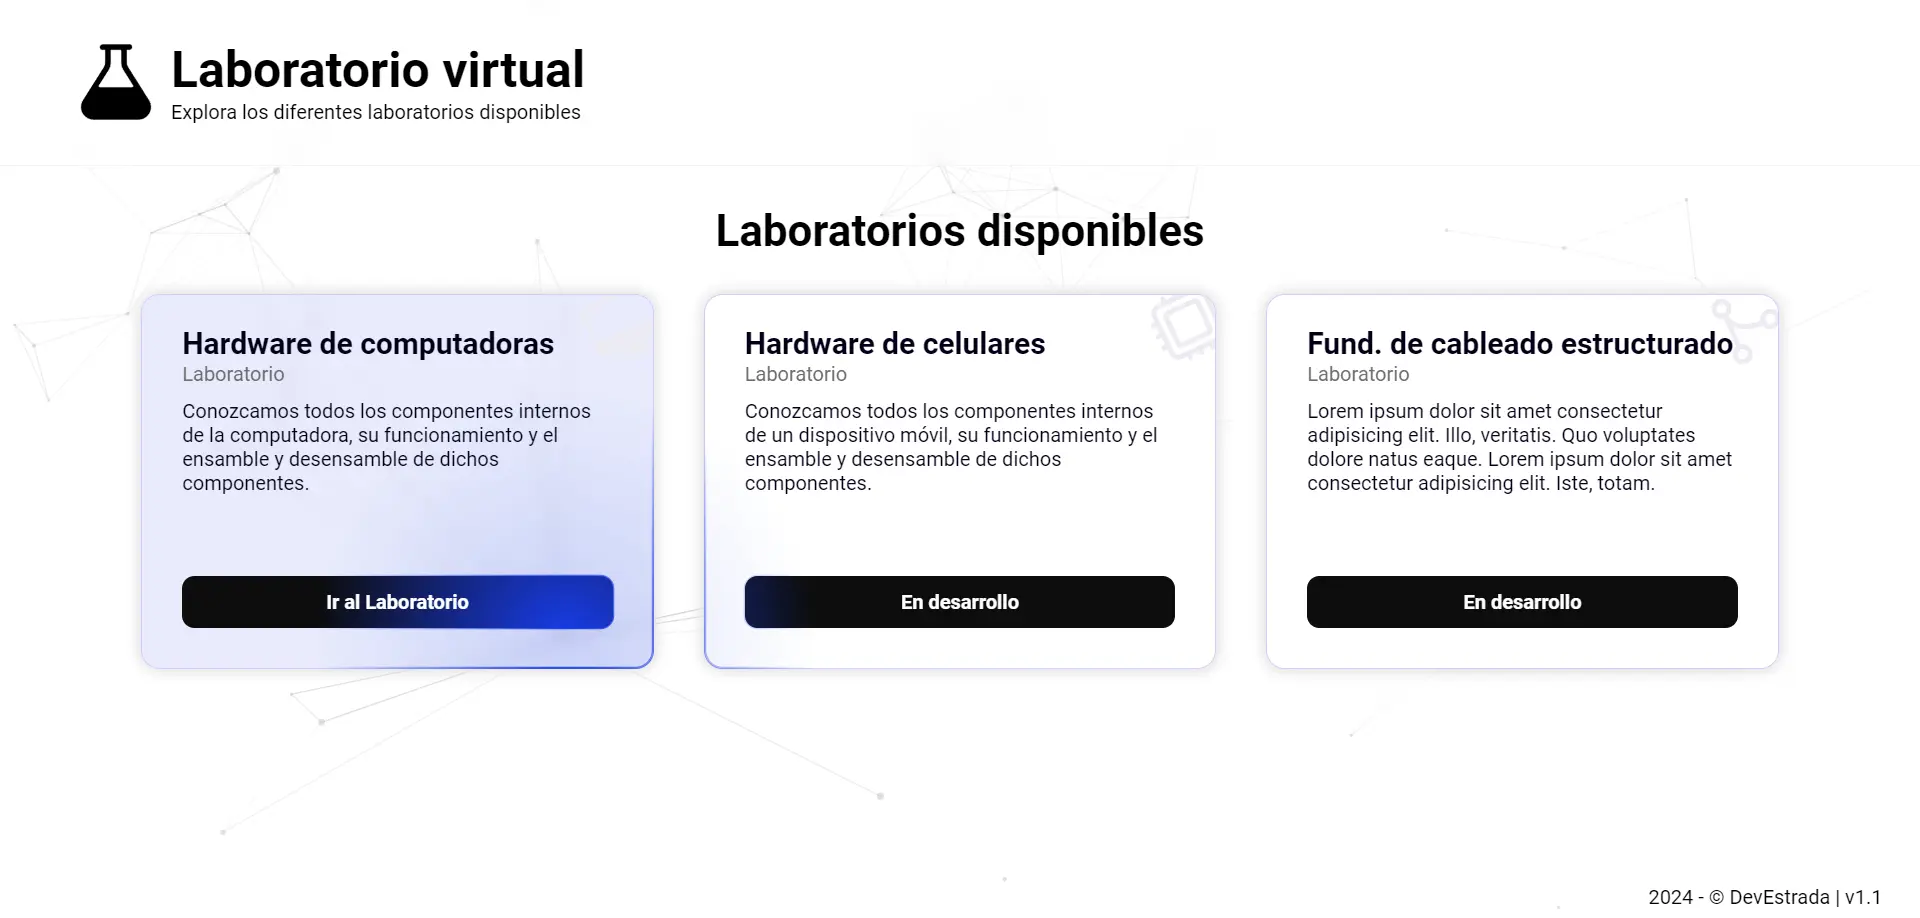 Laboratorio virtual
Explora los diferentes laboratorios disponibles
Laboratorios disponibles
Hardware de computadoras
Laboratorio
Conozcamos todos los componentes internos
de la computadora, su funcionamiento y el
ensamble y desensamble de dichos
componentes.
Ir al Laboratorio
Hardware de celulares
Laboratorio
Conozcamos todos los componentes internos
de un dispositivo móvil, su funcionamiento y el
ensamble y desensamble de dichos
componentes.
En desarrollo
Fund. de cableado estructurado
Laboratorio
Lorem ipsum dolor sit amet consectetur
adipisicing elit. Illo, veritatis. Quo voluptates
dolore natus eaque. Lorem ipsum dolor sit amet
consectetur adipisicing elit. Iste, totam.
En desarrollo
2024 - © DevEstrada | v1.1